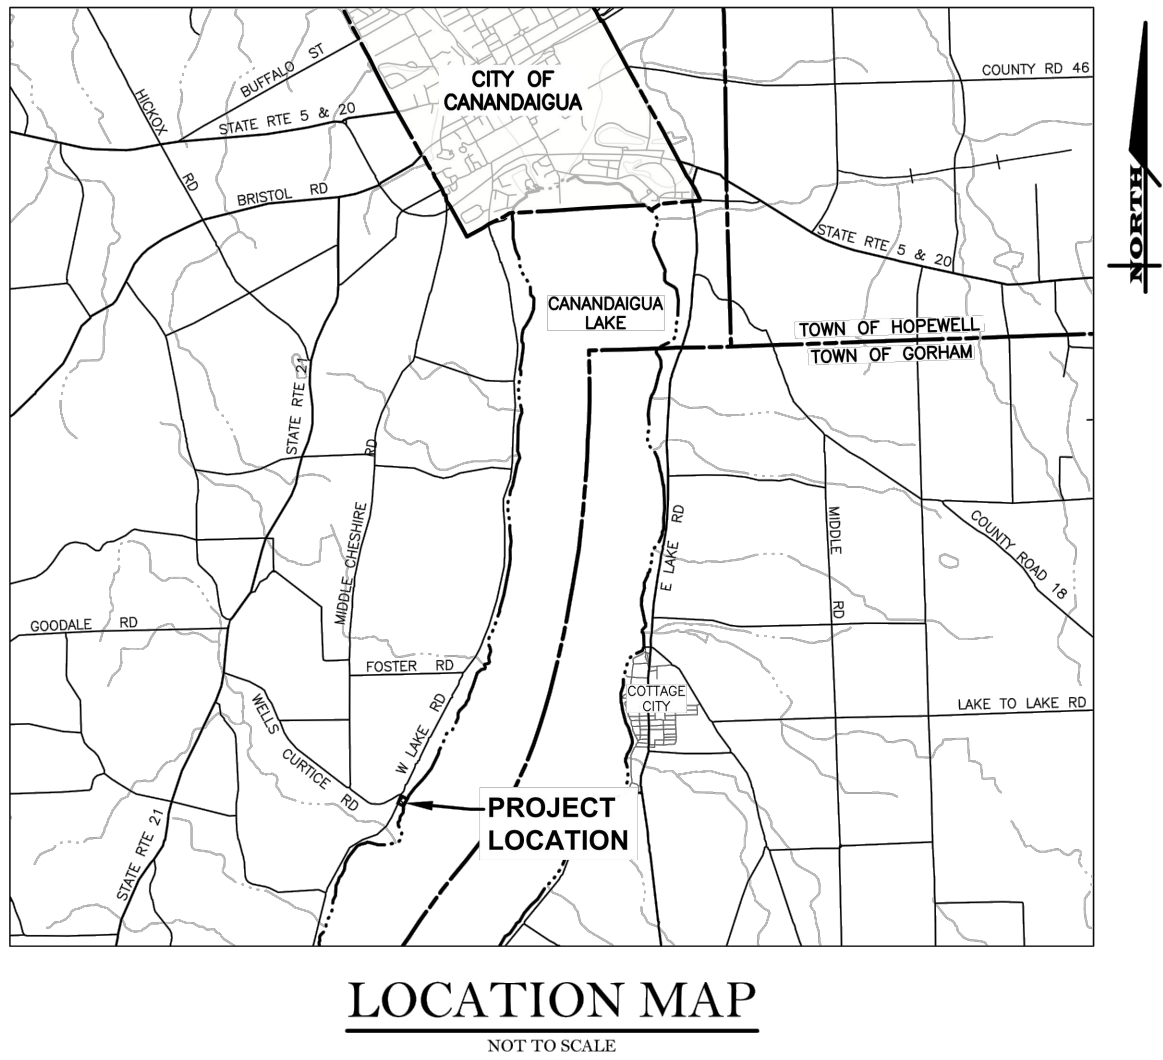 CITY OF
CANANDAIGUA
COUNTY RD 46
BUFFALO ST
HICKOX
RD
STATE RTE 5 & 20
BRISTOL RD
NORTH
STATE RTE 5 & 20
CANANDAIGUA
LAKE
TOWN OF HOPEWELL
TOWN OF GORHAM
STATE RTE 21
RD
MIDDLE CHESHIRE
E LAKE RD
MIDDLE
RD
COUNTY ROAD 18
GOODALE RD
FOSTER RD
COTTAGE
CITY
LAKE TO LAKE RD
WELLS
CURTICE
RD
W LAKE RD
PROJECT
LOCATION
STATE RTE 21
LOCATION MAP
NOT TO SCALE